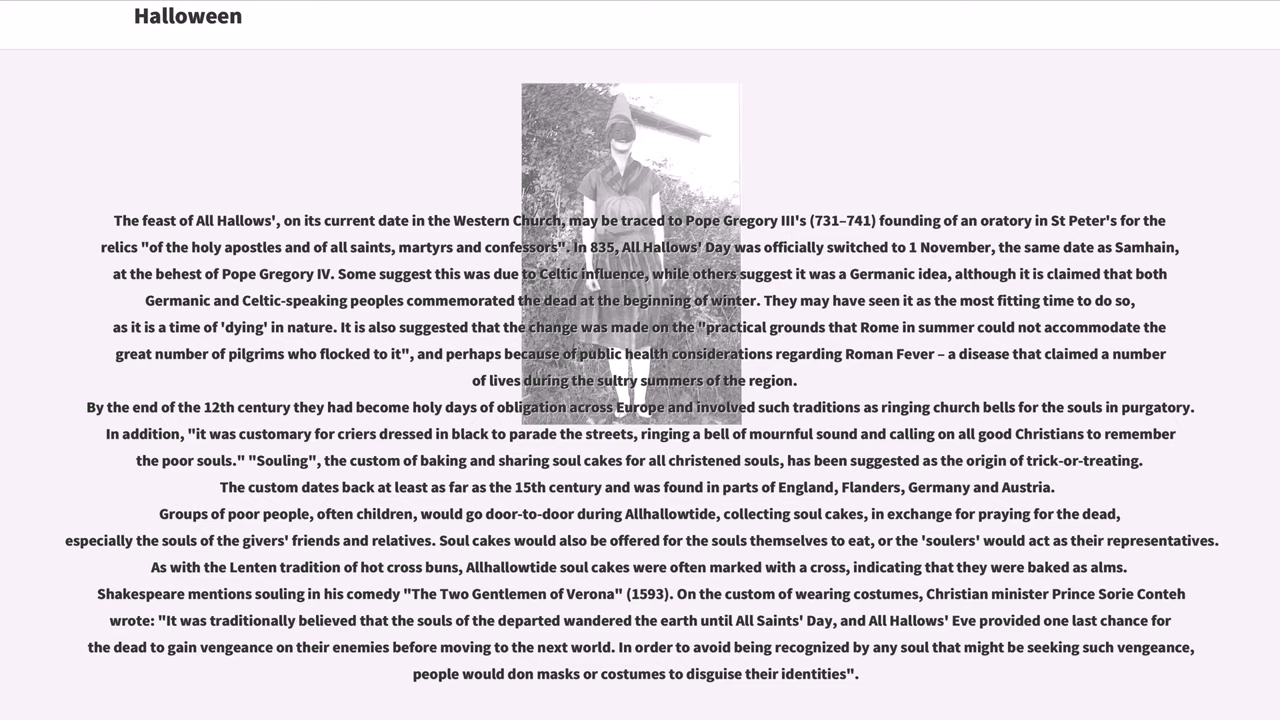 Halloween
The feast of All Hallows', on its current date in the Western Church, may be traced to Pope Gregory III's (731–741) founding of an oratory in St Peter's for the
relics "of the holy apostles and of all saints, martyrs and confessors". In 835, All Hallows' Day was officially switched to 1 November, the same date as Samhain,
at the behest of Pope Gregory IV. Some suggest this was due to Celtic influence, while others suggest it was a Germanic idea, although it is claimed that both
Germanic and Celtic-speaking peoples commemorated the dead at the beginning of winter. They may have seen it as the most fitting time to do so,
as it is a time of 'dying' in nature. It is also suggested that the change was made on the "practical grounds that Rome in summer could not accommodate the
great number of pilgrims who flocked to it", and perhaps because of public health considerations regarding Roman Fever – a disease that claimed a number
of lives during the sultry summers of the region.
By the end of the 12th century they had become holy days of obligation across Europe and involved such traditions as ringing church bells for the souls in purgatory.
In addition, "it was customary for criers dressed in black to parade the streets, ringing a bell of mournful sound and calling on all good Christians to remember
the poor souls." "Souling", the custom of baking and sharing soul cakes for all christened souls, has been suggested as the origin of trick-or-treating.
The custom dates back at least as far as the 15th century and was found in parts of England, Flanders, Germany and Austria.
Groups of poor people, often children, would go door-to-door during Allhallowtide, collecting soul cakes, in exchange for praying for the dead,
especially the souls of the givers' friends and relatives. Soul cakes would also be offered for the souls themselves to eat, or the 'soulers' would act as their representatives.
As with the Lenten tradition of hot cross buns, Allhallowtide soul cakes were often marked with a cross, indicating that they were baked as alms.
Shakespeare mentions souling in his comedy "The Two Gentlemen of Verona" (1593). On the custom of wearing costumes, Christian minister Prince Sorie Conteh
wrote: "It was traditionally believed that the souls of the departed wandered the earth until All Saints' Day, and All Hallows' Eve provided one last chance for
the dead to gain vengeance on their enemies before moving to the next world. In order to avoid being recognized by any soul that might be seeking such vengeance,
people would don masks or costumes to disguise their identities".